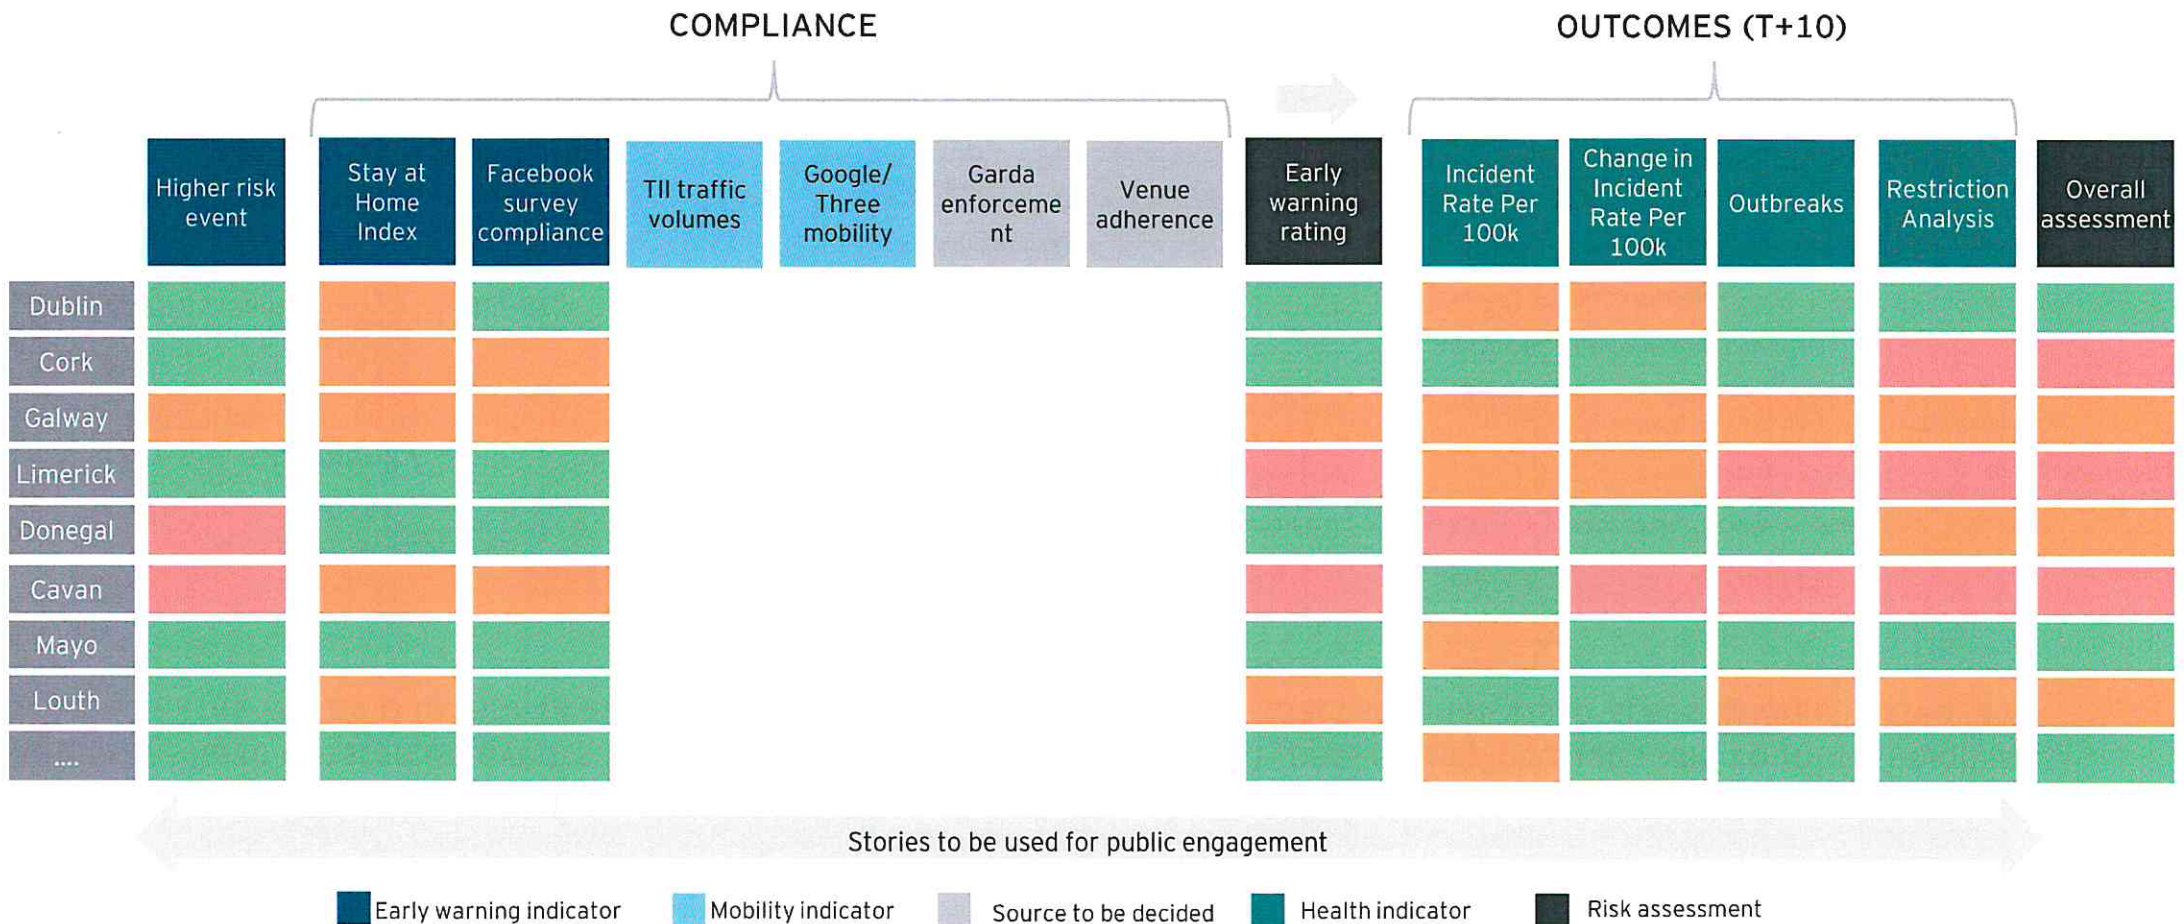 COMPLIANCE
OUTCOMES (T+10)
Higher risk
event
Stay at
Home
Index
Facebook
survey
compliance
TII traffic
volumes
Google/
Three
mobility
Garda
enforceme
nt
Venue
adherence
Early
warning
rating
Incident
Rate Per
100k
Change in
Incident
Rate Per
100k
Outbreaks
Restriction
Analysis
Overall
assessment
Dublin
Cork
Galway
Limerick
Donegal
Cavan
Mayo
Louth
....
Stories to be used for public engagement
Early warning indicator
Mobility indicator
Source to be decided
Health indicator
Risk assessment